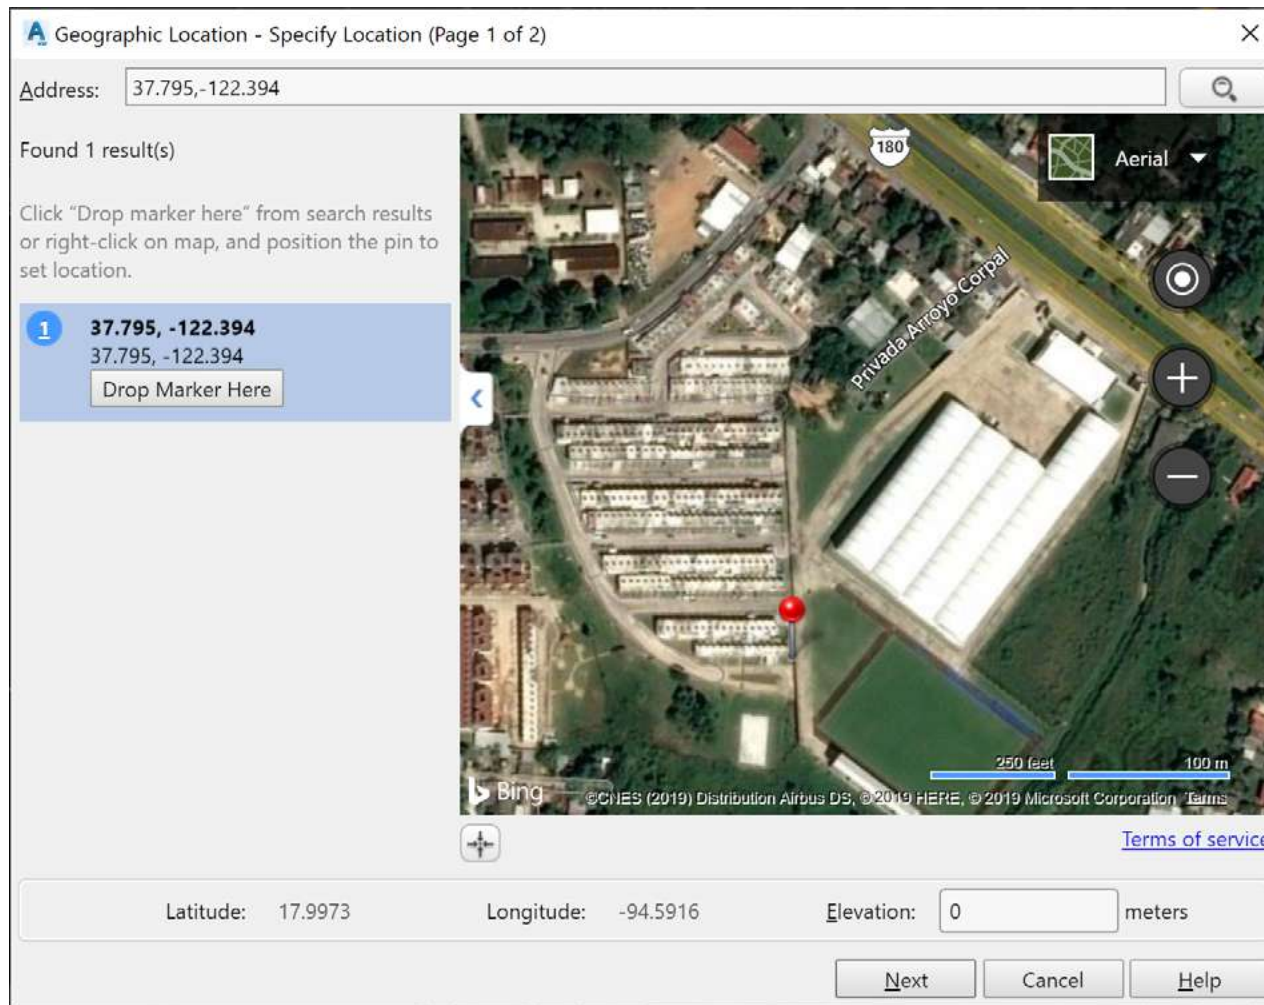 Geographic Location - Specify Location (Page 1 of 2)
Address: 37.795,-122.394
Found 1 result(s)
Click "Drop marker here" from search results
or right-click on map, and position the pin to
set location.
1 37.795, -122.394
37.795, -122.394
Drop Marker Here
180
Aerial
Privada Arroyo Corpal
250 feet 100 m
Bing ©CNES (2019) Distribution Airbus DS, © 2019 HERE, © 2019 Microsoft Corporation Terms
Terms of service
Latitude: 17.9973 Longitude: -94.5916 Elevation: 0 meters
Next Cancel Help